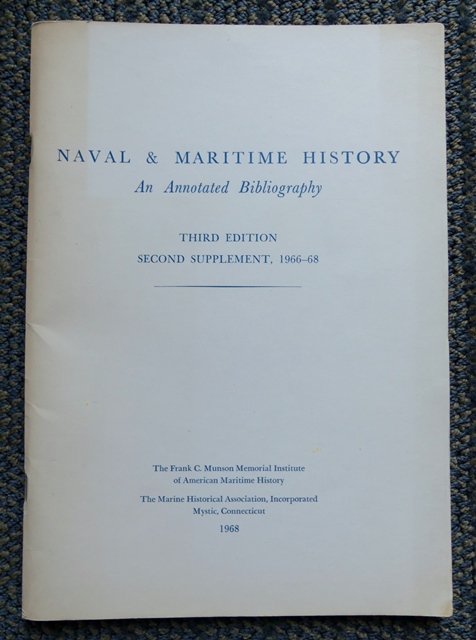 NAVAL & MARITIME HISTORY
An Annotated Bibliography
THIRD EDITION
SECOND SUPPLEMENT, 1966–68
The Frank C. Munson Memorial Institute
of American Maritime History
The Marine Historical Association, Incorporated
Mystic, Connecticut
1968